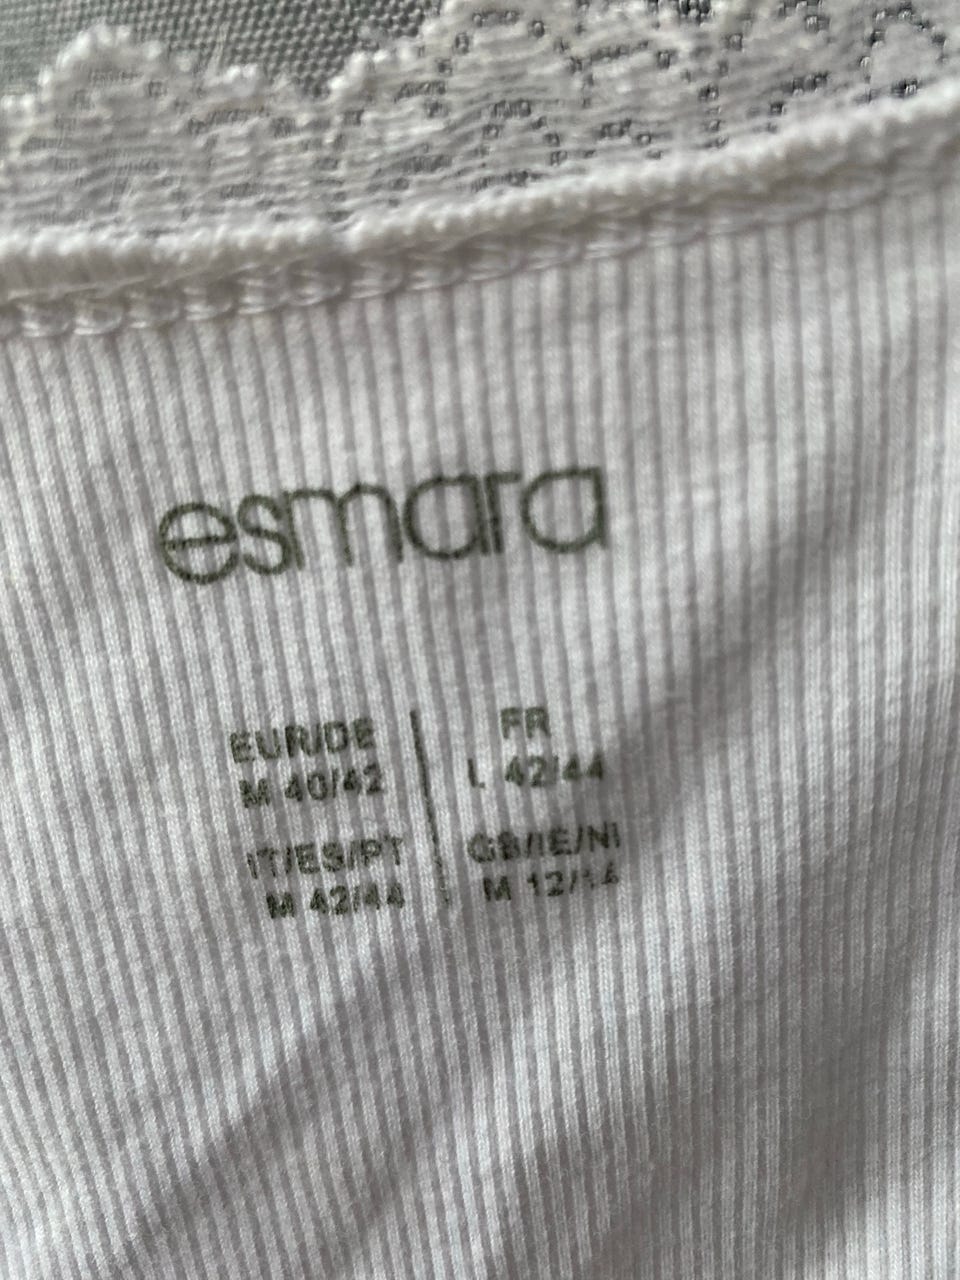 esmara
EUR/DE
M 40/42
FR
L 42/44
IT/ES/PT
M 42/44
GB/IE/NI
M 12/14